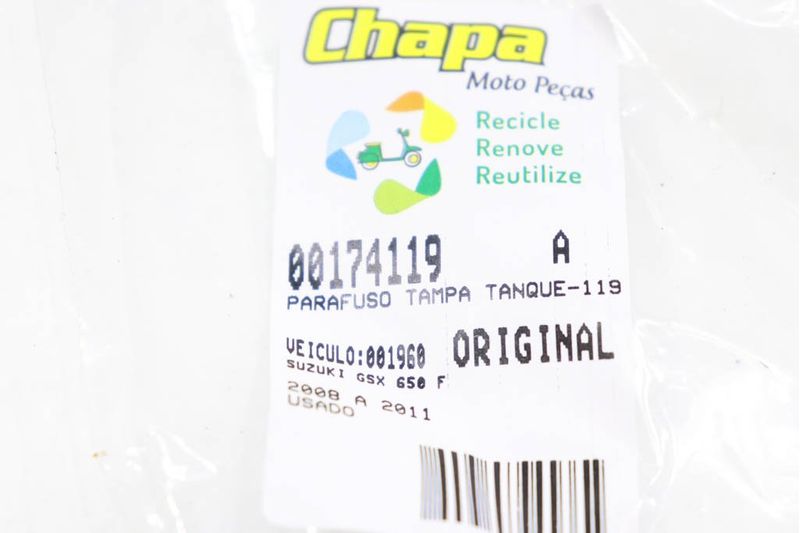 Chapa
Moto Peças
Recicle
Renove
Reutilize
00174119 A
PARAFUSO TAMPA TANQUE-119
VEICULO:001960 ORIGINAL
SUZUKI GSX 650 F
2008 A 2011
USADO